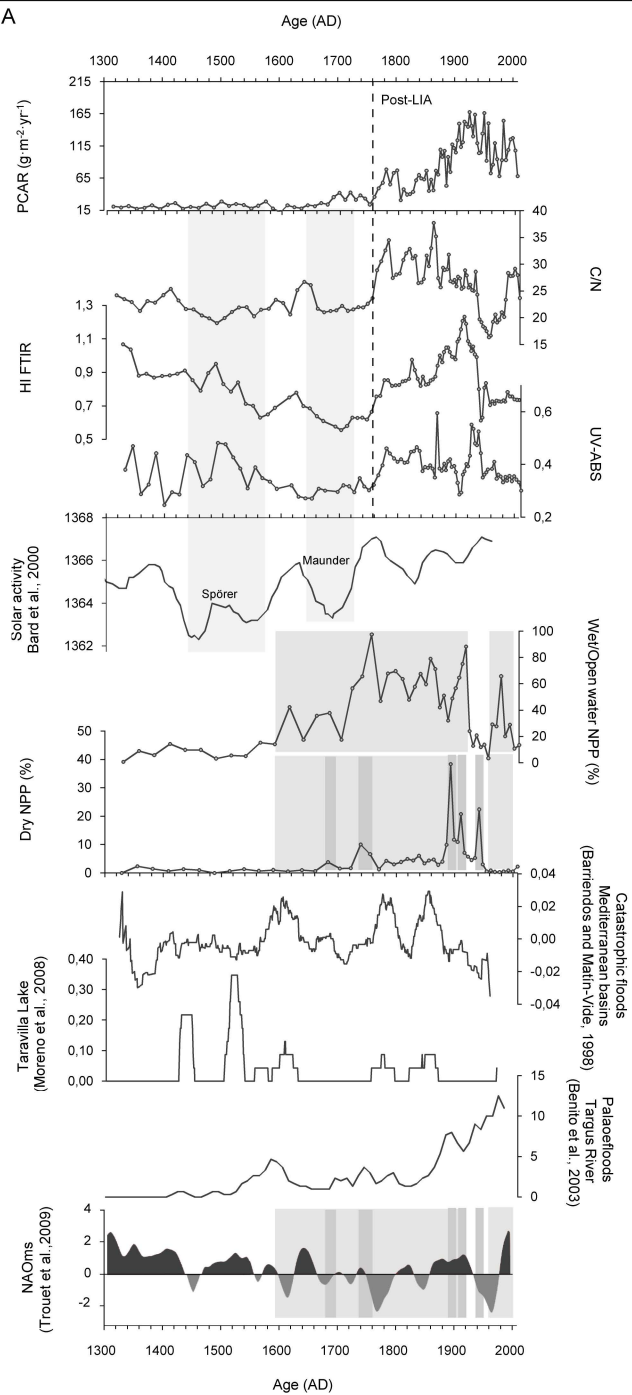 A
Age (AD)
1300 1400 1500 1600 1700 1800 1900 2000
Post-LIA
215
165
115
65
15
PCAR (g·m-2·yr-1)
40
35
30
25
20
15
C/N
1,3
1,1
0,9
0,7
0,5
HI FTIR
0,6
0,4
0,2
UV-ABS
1368
1366
1364
1362
Solar activity
Bard et al., 2000
Spörer
Maunder
100
80
60
40
20
0
Wet/Open
water NPP (%)
50
40
30
20
10
0
Dry NPP (%)
0,04
0,02
0,00
-0,02
-0,04
Catastrophic floods
Mediterranean basins
(Barriendos and Matín-Vide, 1998)
0,40
0,30
0,20
0,10
0,00
Taravilla Lake
(Moreno et al., 2008)
15
10
5
0
Palaoefloods
Targus River
(Benito et al., 2003)
4
2
0
-2
NAOms
(Trouet et al.,2009)
1300 1400 1500 1600 1700 1800 1900 2000
Age (AD)